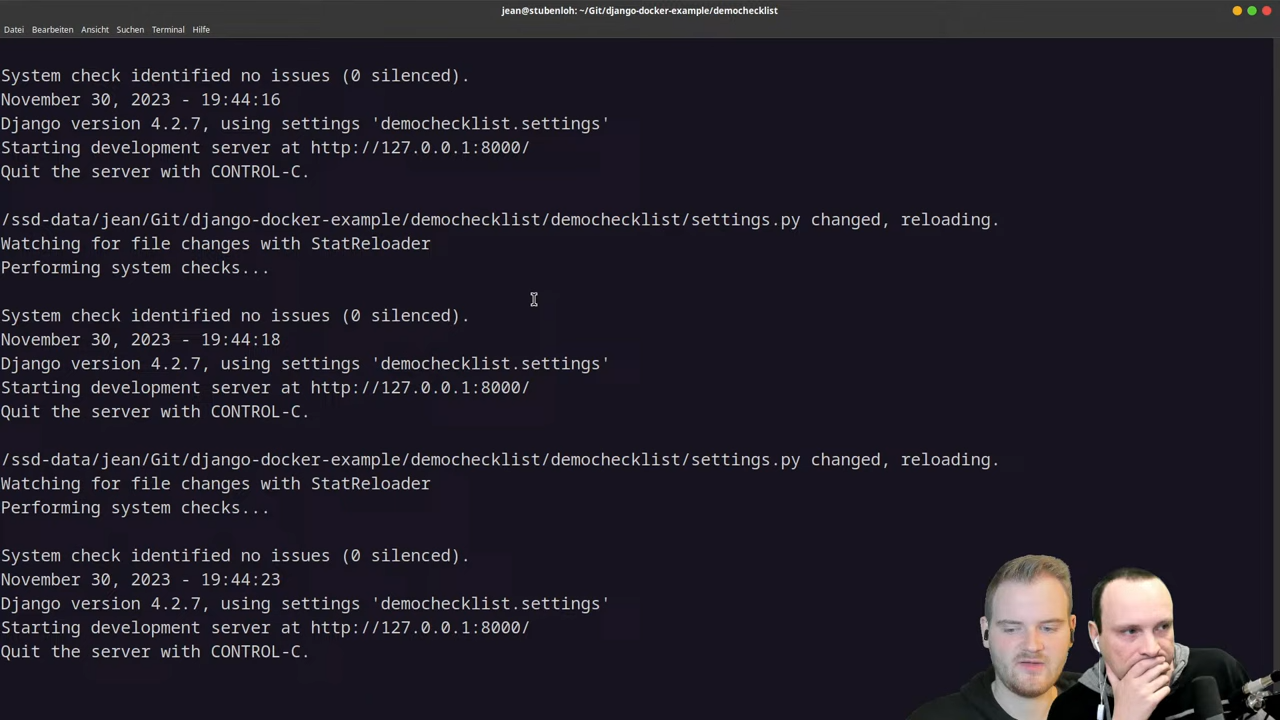 jean@stubenloh: ~/Git/django-docker-example/demochecklist
Datei Bearbeiten Ansicht Suchen Terminal Hilfe
System check identified no issues (0 silenced).
November 30, 2023 - 19:44:16
Django version 4.2.7, using settings 'demochecklist.settings'
Starting development server at http://127.0.0.1:8000/
Quit the server with CONTROL-C.
/ssd-data/jean/Git/django-docker-example/demochecklist/demochecklist/settings.py changed, reloading.
Watching for file changes with StatReloader
Performing system checks...
System check identified no issues (0 silenced).
November 30, 2023 - 19:44:18
Django version 4.2.7, using settings 'demochecklist.settings'
Starting development server at http://127.0.0.1:8000/
Quit the server with CONTROL-C.
/ssd-data/jean/Git/django-docker-example/demochecklist/demochecklist/settings.py changed, reloading.
Watching for file changes with StatReloader
Performing system checks...
System check identified no issues (0 silenced).
November 30, 2023 - 19:44:23
Django version 4.2.7, using settings 'demochecklist.settings'
Starting development server at http://127.0.0.1:8000/
Quit the server with CONTROL-C.